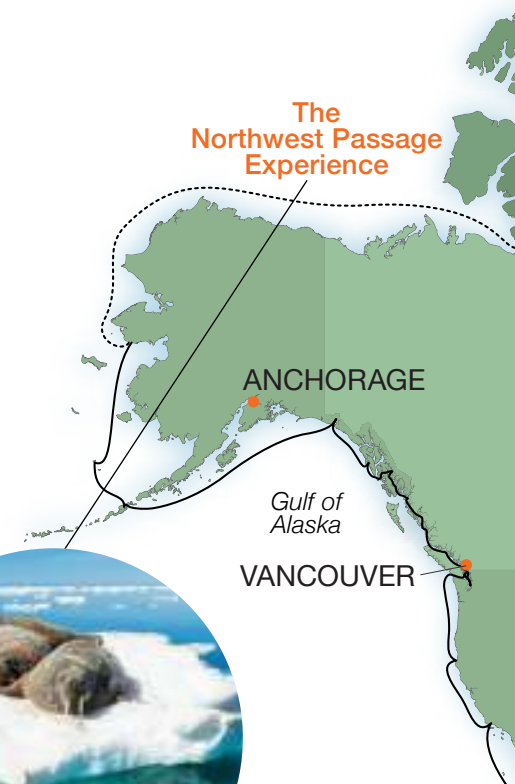 The
Northwest Passage
Experience
ANCHORAGE
Gulf of
Alaska
VANCOUVER